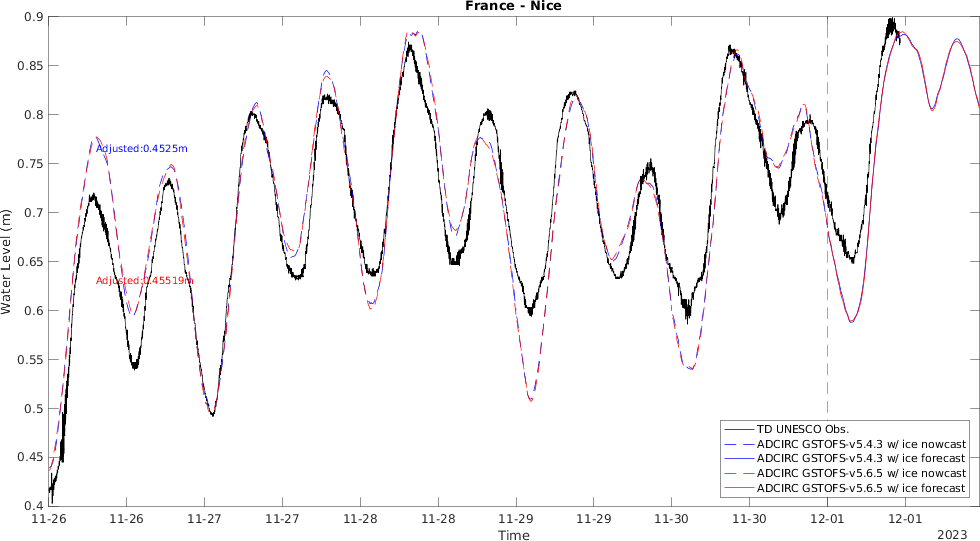 France - Nice
0.9
0.85
0.8
0.75
0.7
0.65
0.6
0.55
0.5
0.45
0.4
Water Level (m)
Adjusted:0.4525m
Adjusted:0.45519m
TD UNESCO Obs.
ADCIRC GSTOFS-v5.4.3 w/ ice nowcast
ADCIRC GSTOFS-v5.4.3 w/ ice forecast
ADCIRC GSTOFS-v5.6.5 w/ ice nowcast
ADCIRC GSTOFS-v5.6.5 w/ ice forecast
11-26 11-26 11-27 11-27 11-28 11-28 11-29 11-29 11-30 11-30 12-01 12-01
Time
2023